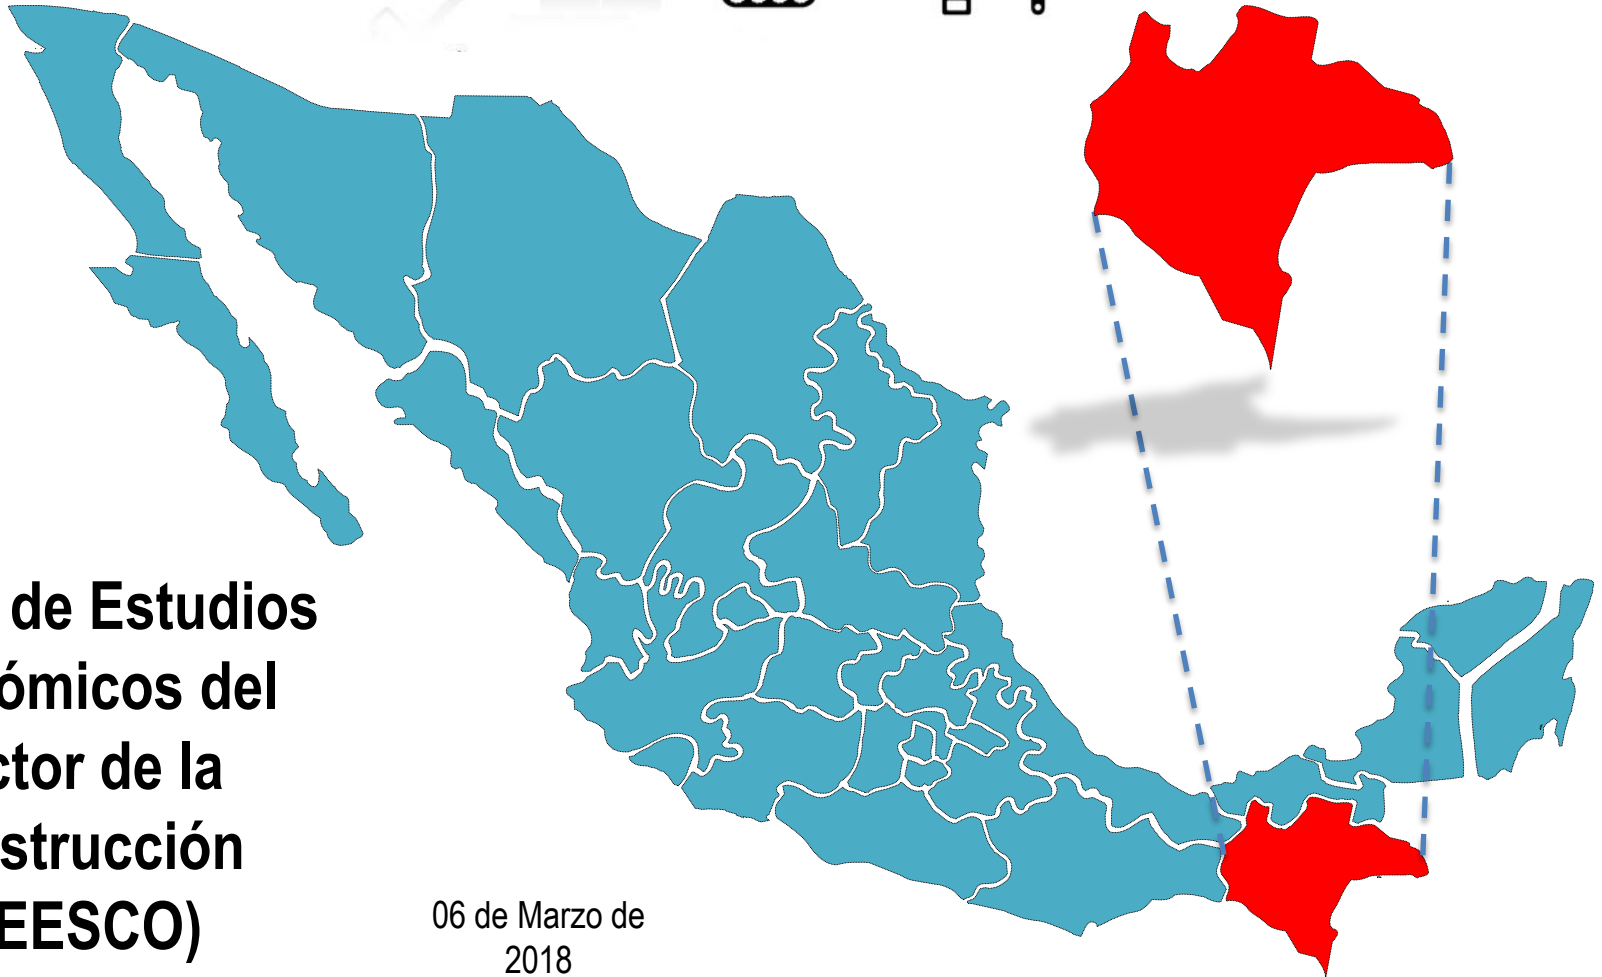 de Estudios
ómicos del
ctor de la
strucción
EESCO)
06 de Marzo de
2018